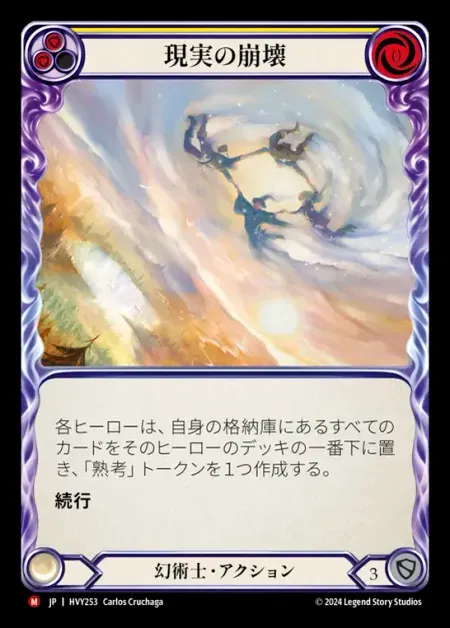 0
現実の崩壊
各ヒーローは、自身の格納庫にあるすべての
カードをそのヒーローのデッキの一番下に置
き、「熟考」トークンを1つ作成する。
続行
幻術士・アクション
3
M JP | HVY253 Carlos Cruchaga
© 2024 Legend Story Studios